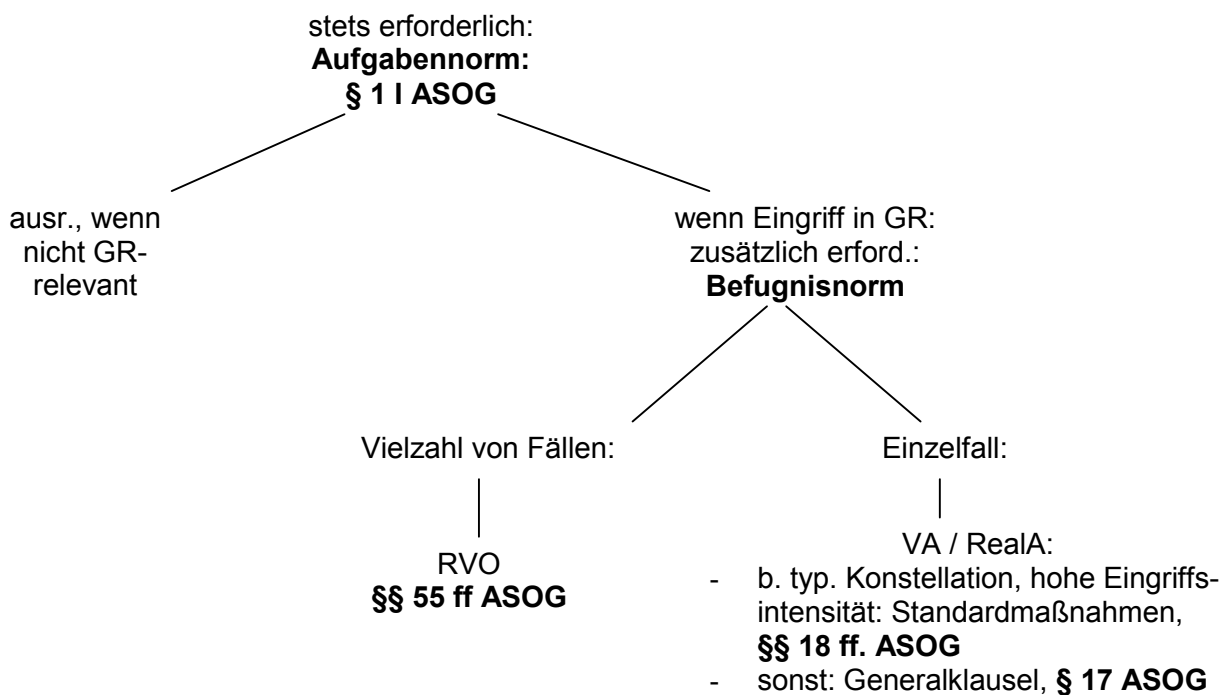 stets erforderlich:
Aufgabennorm:
§ 1 I ASOG
ausr., wenn
nicht GR-
relevant
wenn Eingriff in GR:
zusätzlich erford.:
Befugnisnorm
Vielzahl von Fällen:
RVO
§§ 55 ff ASOG
Einzelfall:
VA / RealA:
- b. typ. Konstellation, hohe Eingriffs-
intensität: Standardmaßnahmen,
§§ 18 ff. ASOG
- sonst: Generalklausel, § 17 ASOG